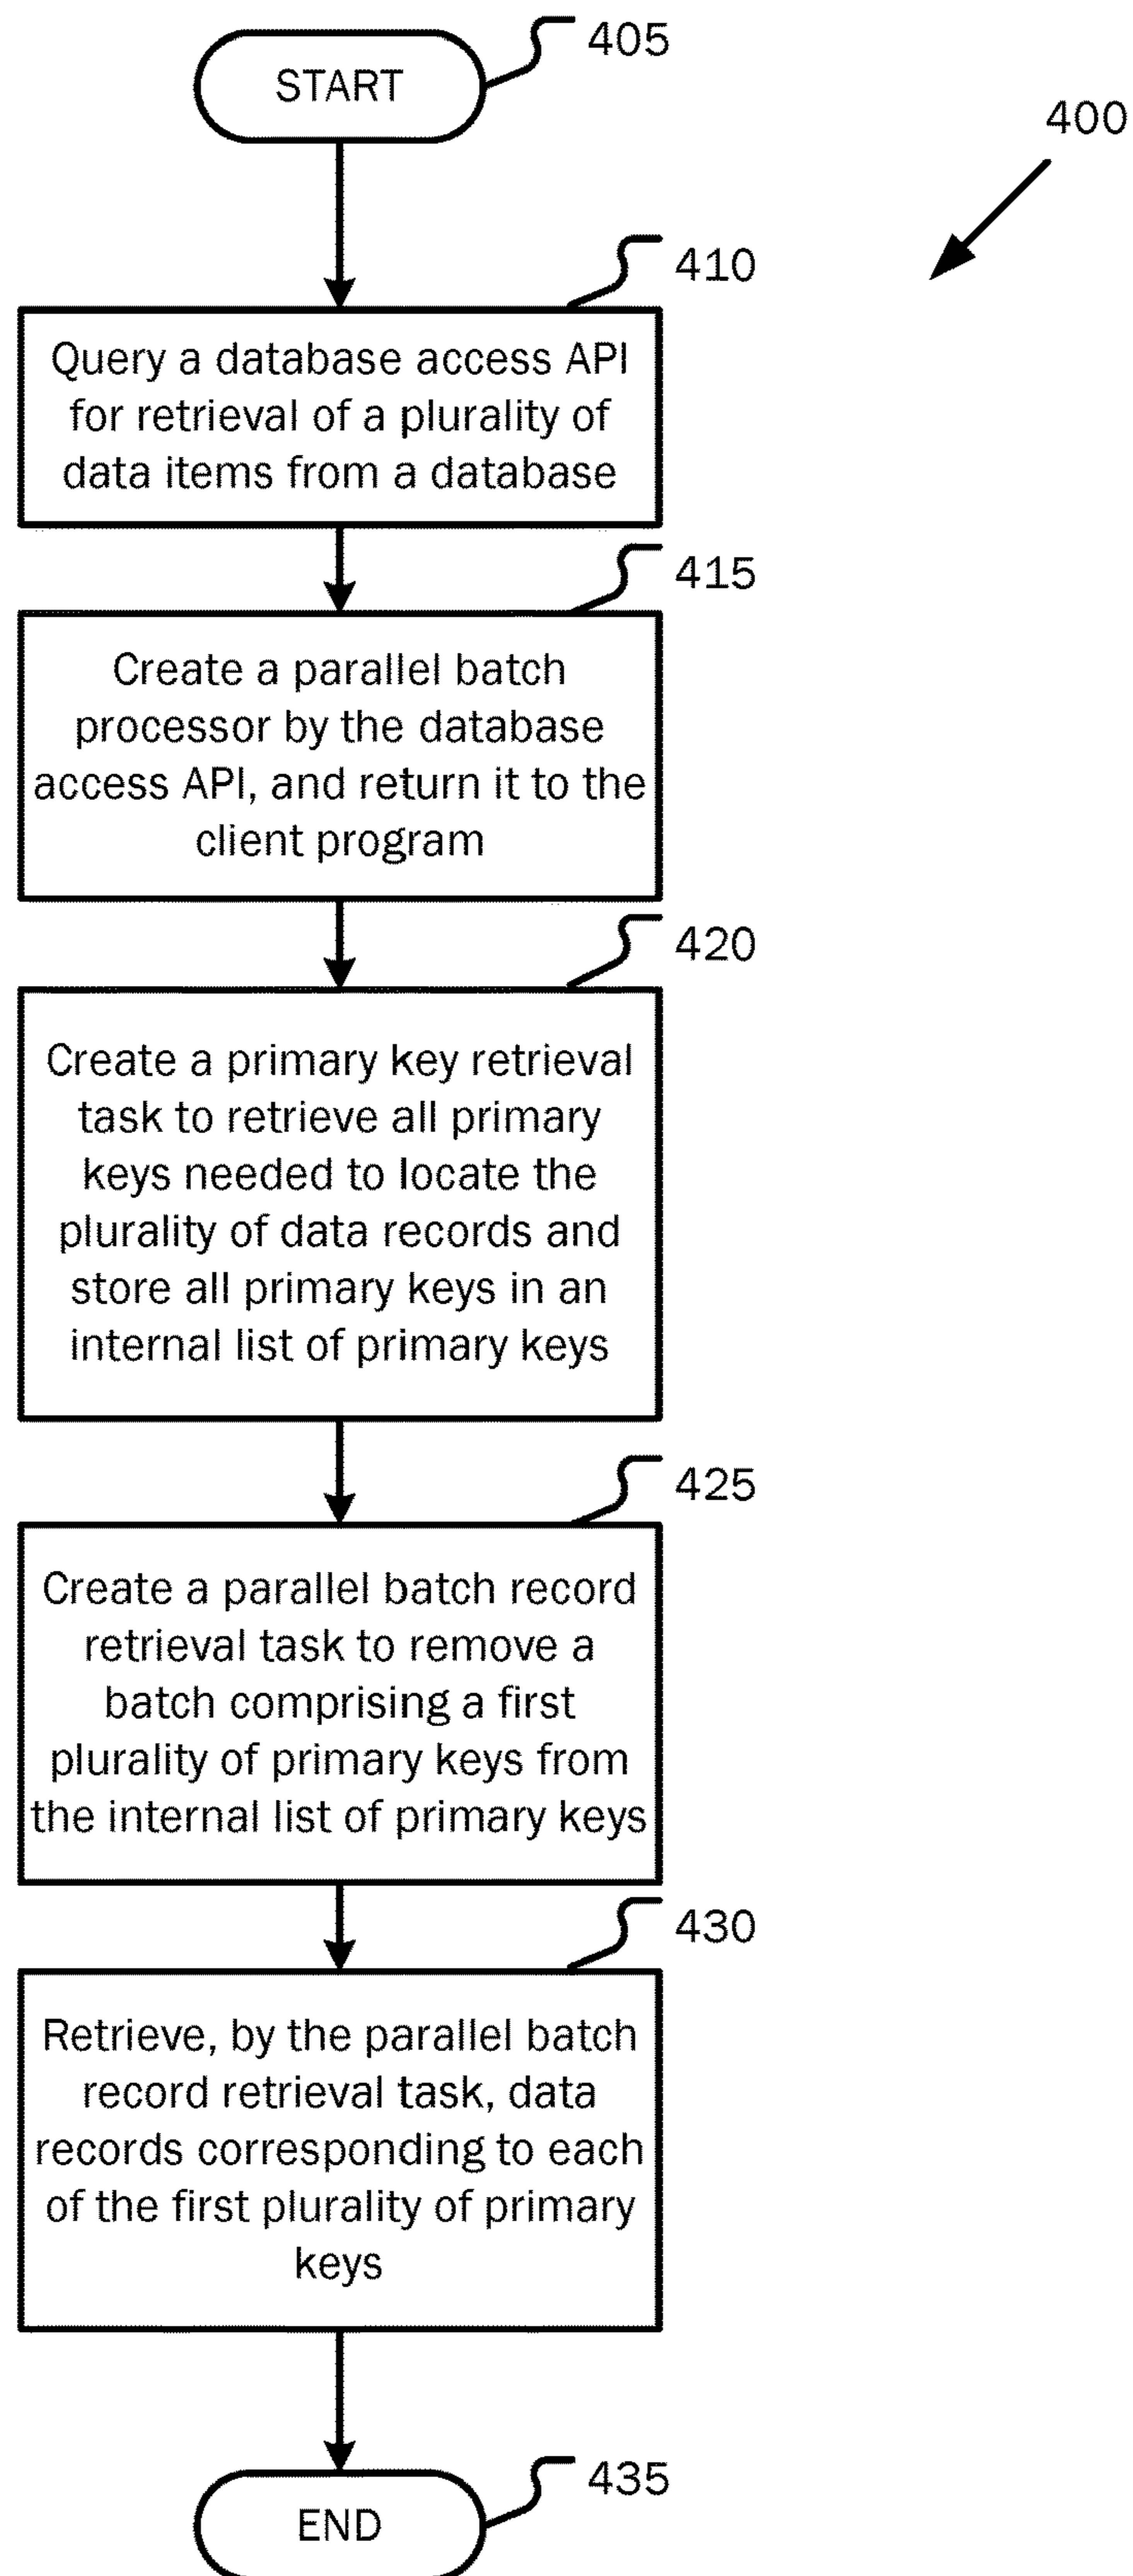 START
405
400
410
Query a database access API
for retrieval of a plurality of
data items from a database
415
Create a parallel batch
processor by the database
access API, and return it to the
client program
420
Create a primary key retrieval
task to retrieve all primary
keys needed to locate the
plurality of data records and
store all primary keys in an
internal list of primary keys
425
Create a parallel batch record
retrieval task to remove a
batch comprising a first
plurality of primary keys from
the internal list of primary keys
430
Retrieve, by the parallel batch
record retrieval task, data
records corresponding to each
of the first plurality of primary
keys
435
END